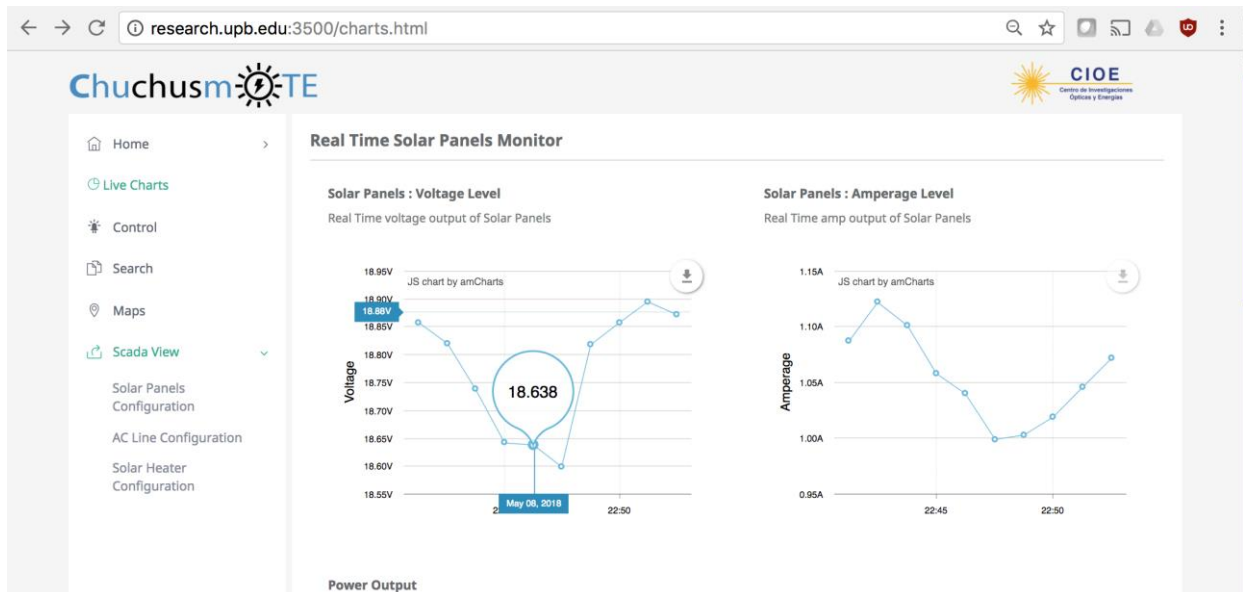 research.upb.edu:3500/charts.html
ChuchusmTE
CIOE
Centro de Investigaciones
Ópticas y Energías
Home
Live Charts
Control
Search
Maps
Scada View
Solar Panels
Configuration
AC Line Configuration
Solar Heater
Configuration
Real Time Solar Panels Monitor
Solar Panels : Voltage Level
Real Time voltage output of Solar Panels
JS chart by amCharts
18.95V
18.90V
18.88V
18.85V
18.80V
18.75V
18.70V
18.65V
18.60V
18.55V
Voltage
18.638
May 08, 2018
22:50
Solar Panels : Amperage Level
Real Time amp output of Solar Panels
JS chart by amCharts
1.15A
1.10A
1.05A
1.00A
0.95A
Amperage
22:45
22:50
Power Output